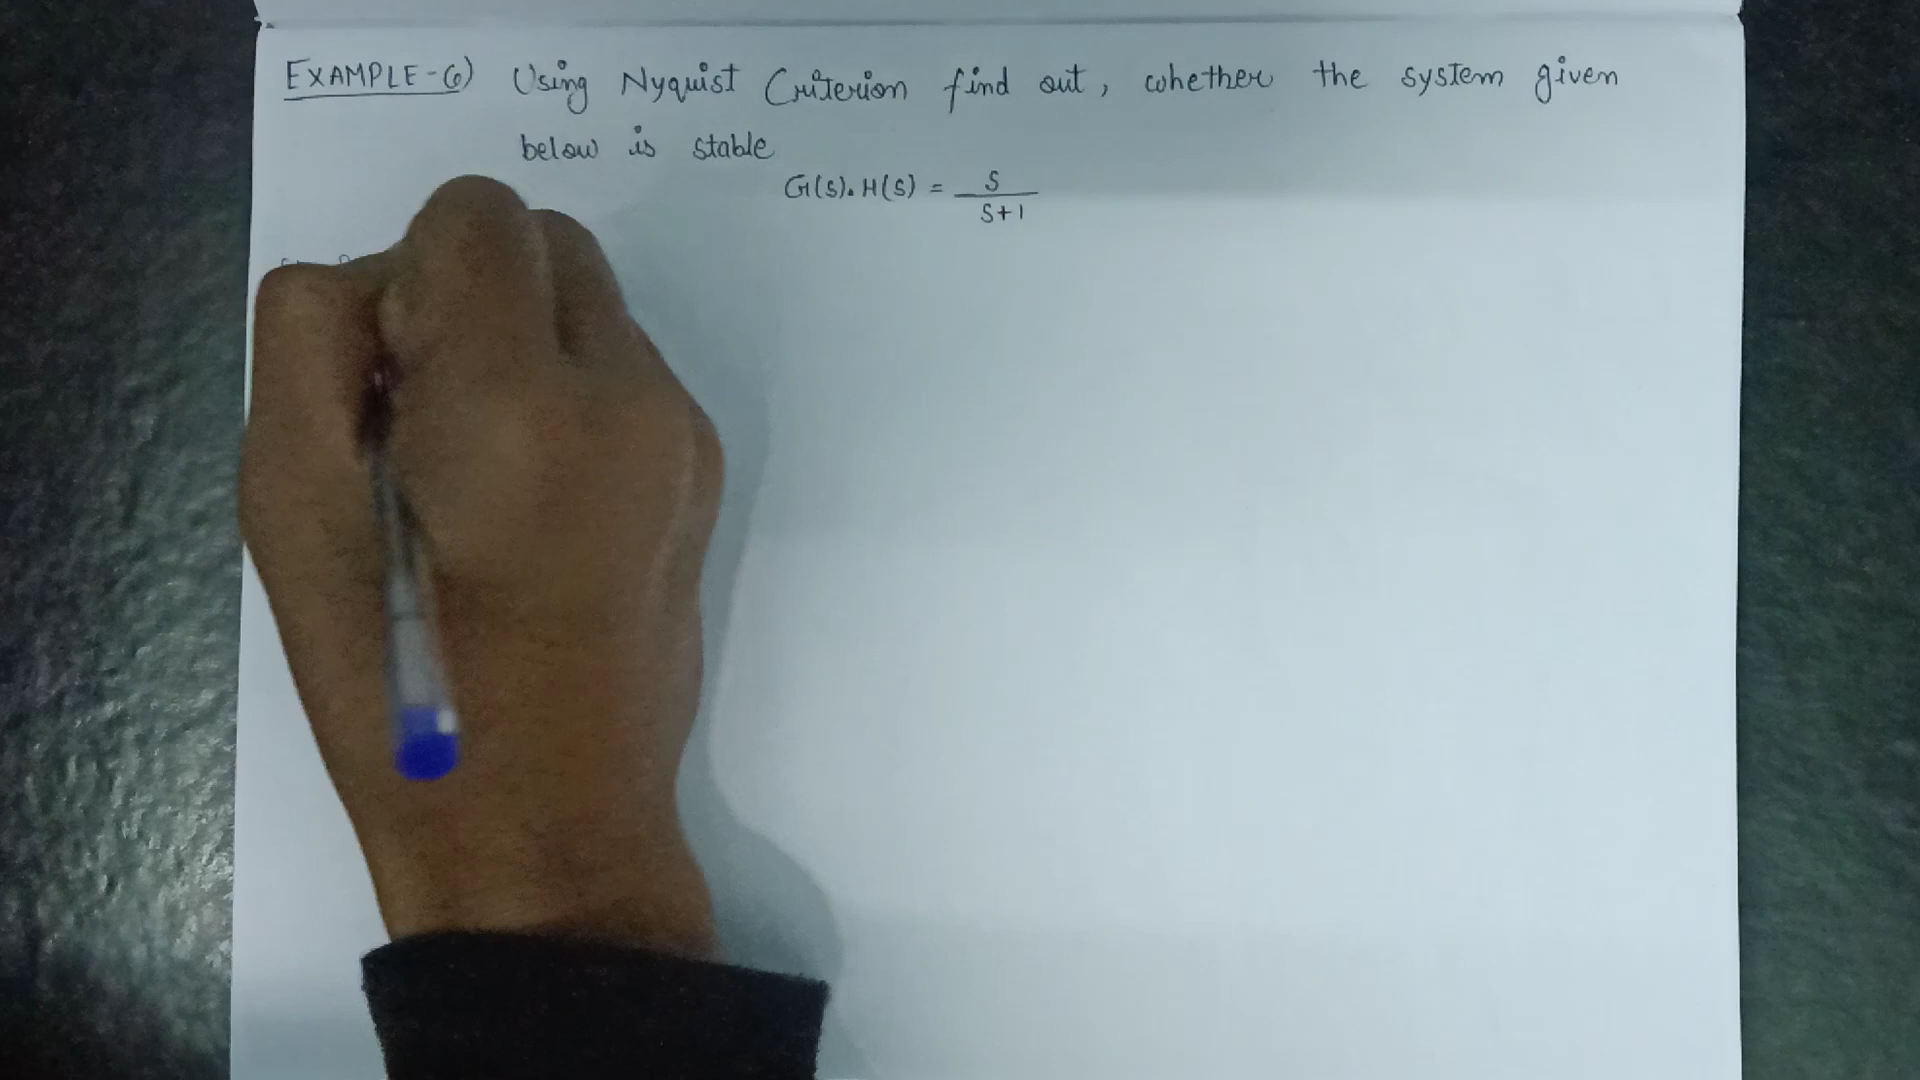 EXAMPLE-6) Using Nyquist Criterion find out, whether the system given
below is stable
G(s).H(s) = s
s+1